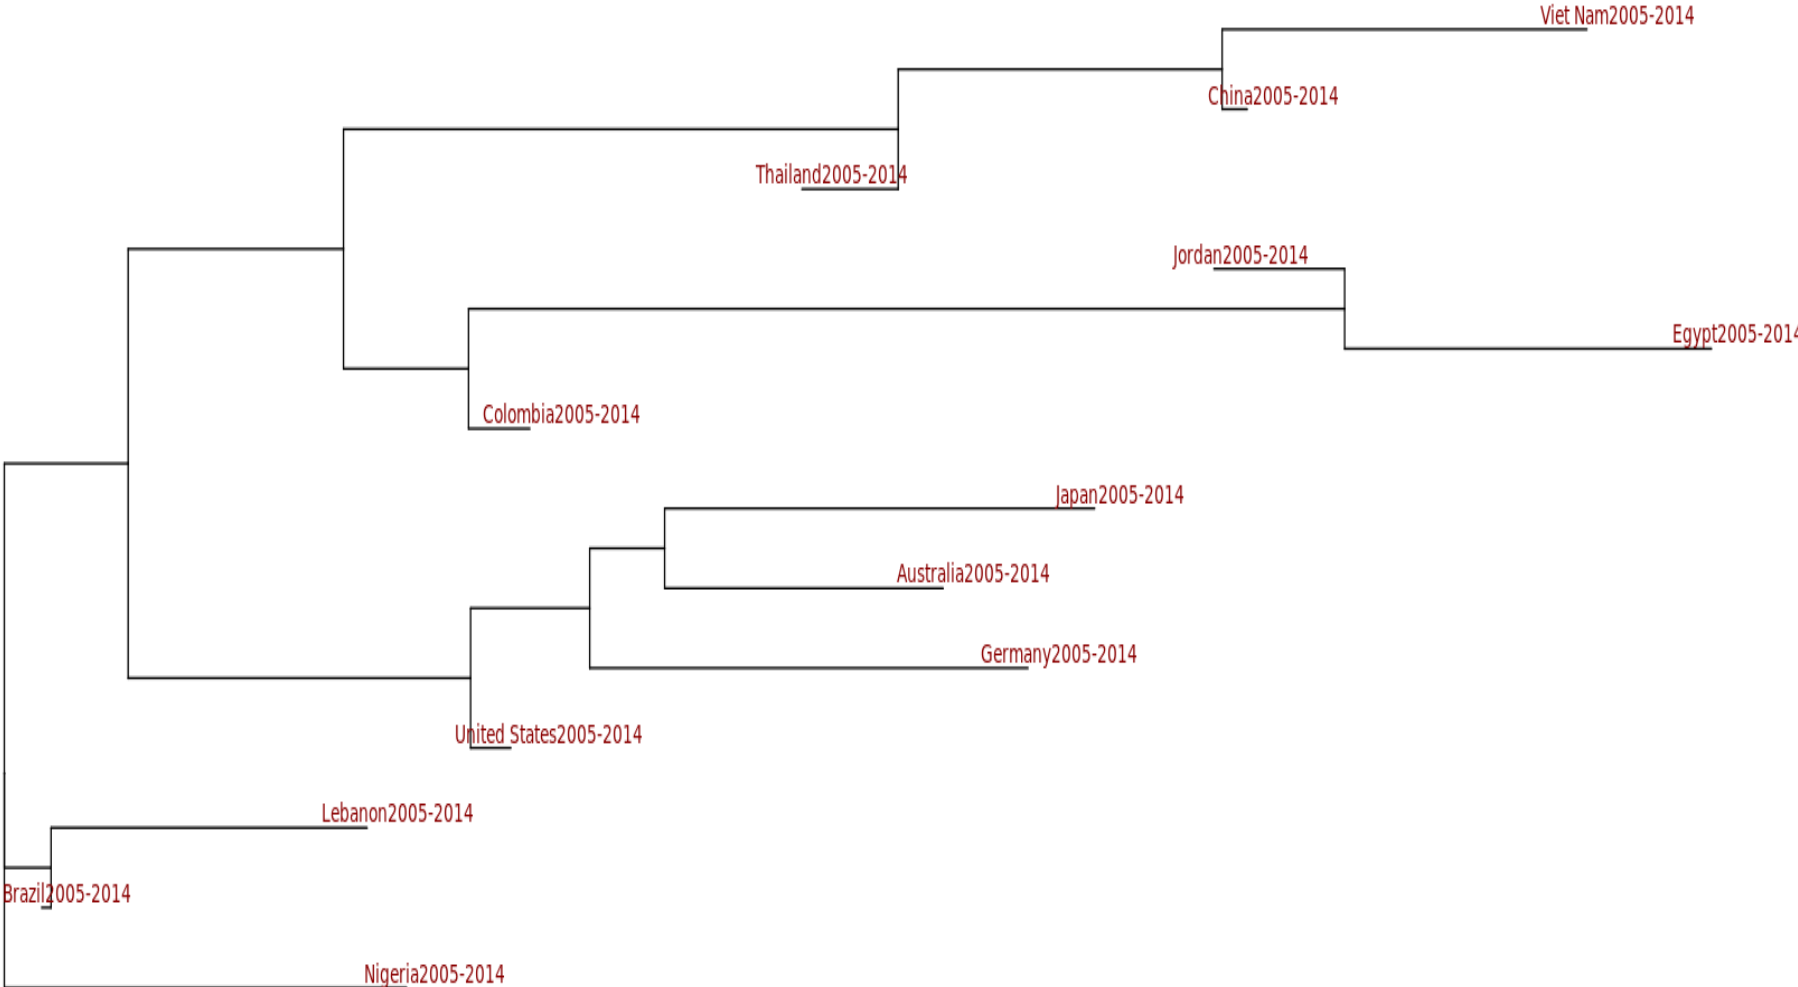 Viet Nam2005-2014
China2005-2014
Thailand2005-2014
Jordan2005-2014
Egypt2005-2014
Colombia2005-2014
Japan2005-2014
Australia2005-2014
Germany2005-2014
United States2005-2014
Lebanon2005-2014
Brazil2005-2014
Nigeria2005-2014